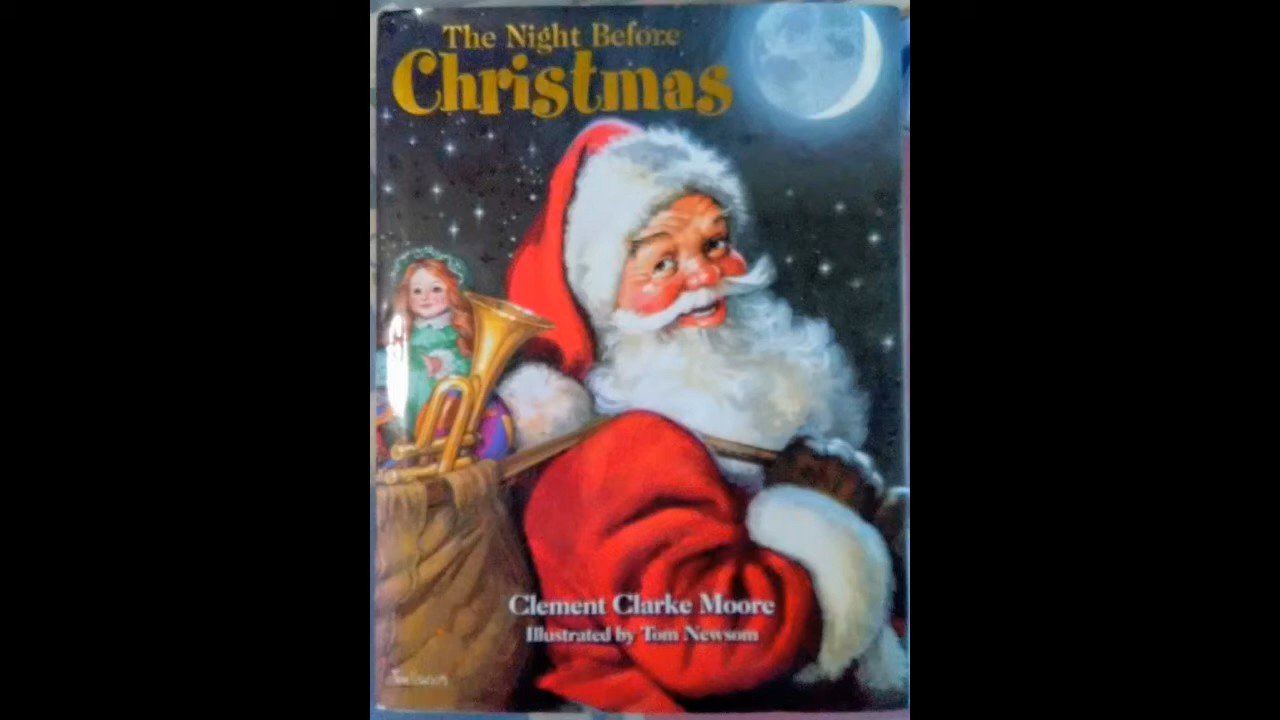 The Night Before
Christmas
Clement Clarke Moore
Illustrated by Tom Newsom